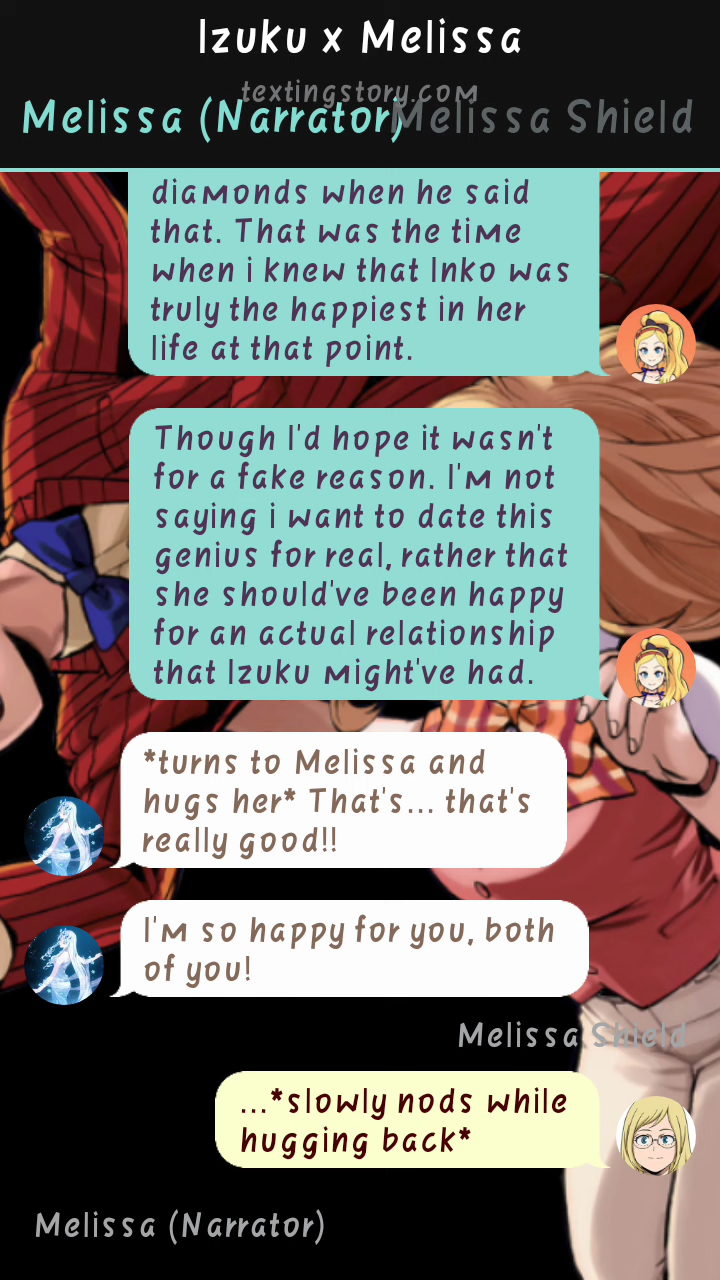 Izuku x Melissa
textingstory.com
Melissa (Narrator)
Melissa Shield
diamonds when he said
that. That was the time
when i knew that Inko was
truly the happiest in her
life at that point.
Though I'd hope it wasn't
for a fake reason. I'm not
saying i want to date this
genius for real, rather that
she should've been happy
for an actual relationship
that Izuku might've had.
*turns to Melissa and
hugs her* That's... that's
really good!!
I'm so happy for you, both
of you!
Melissa Shield
...*slowly nods while
hugging back*
Melissa (Narrator)